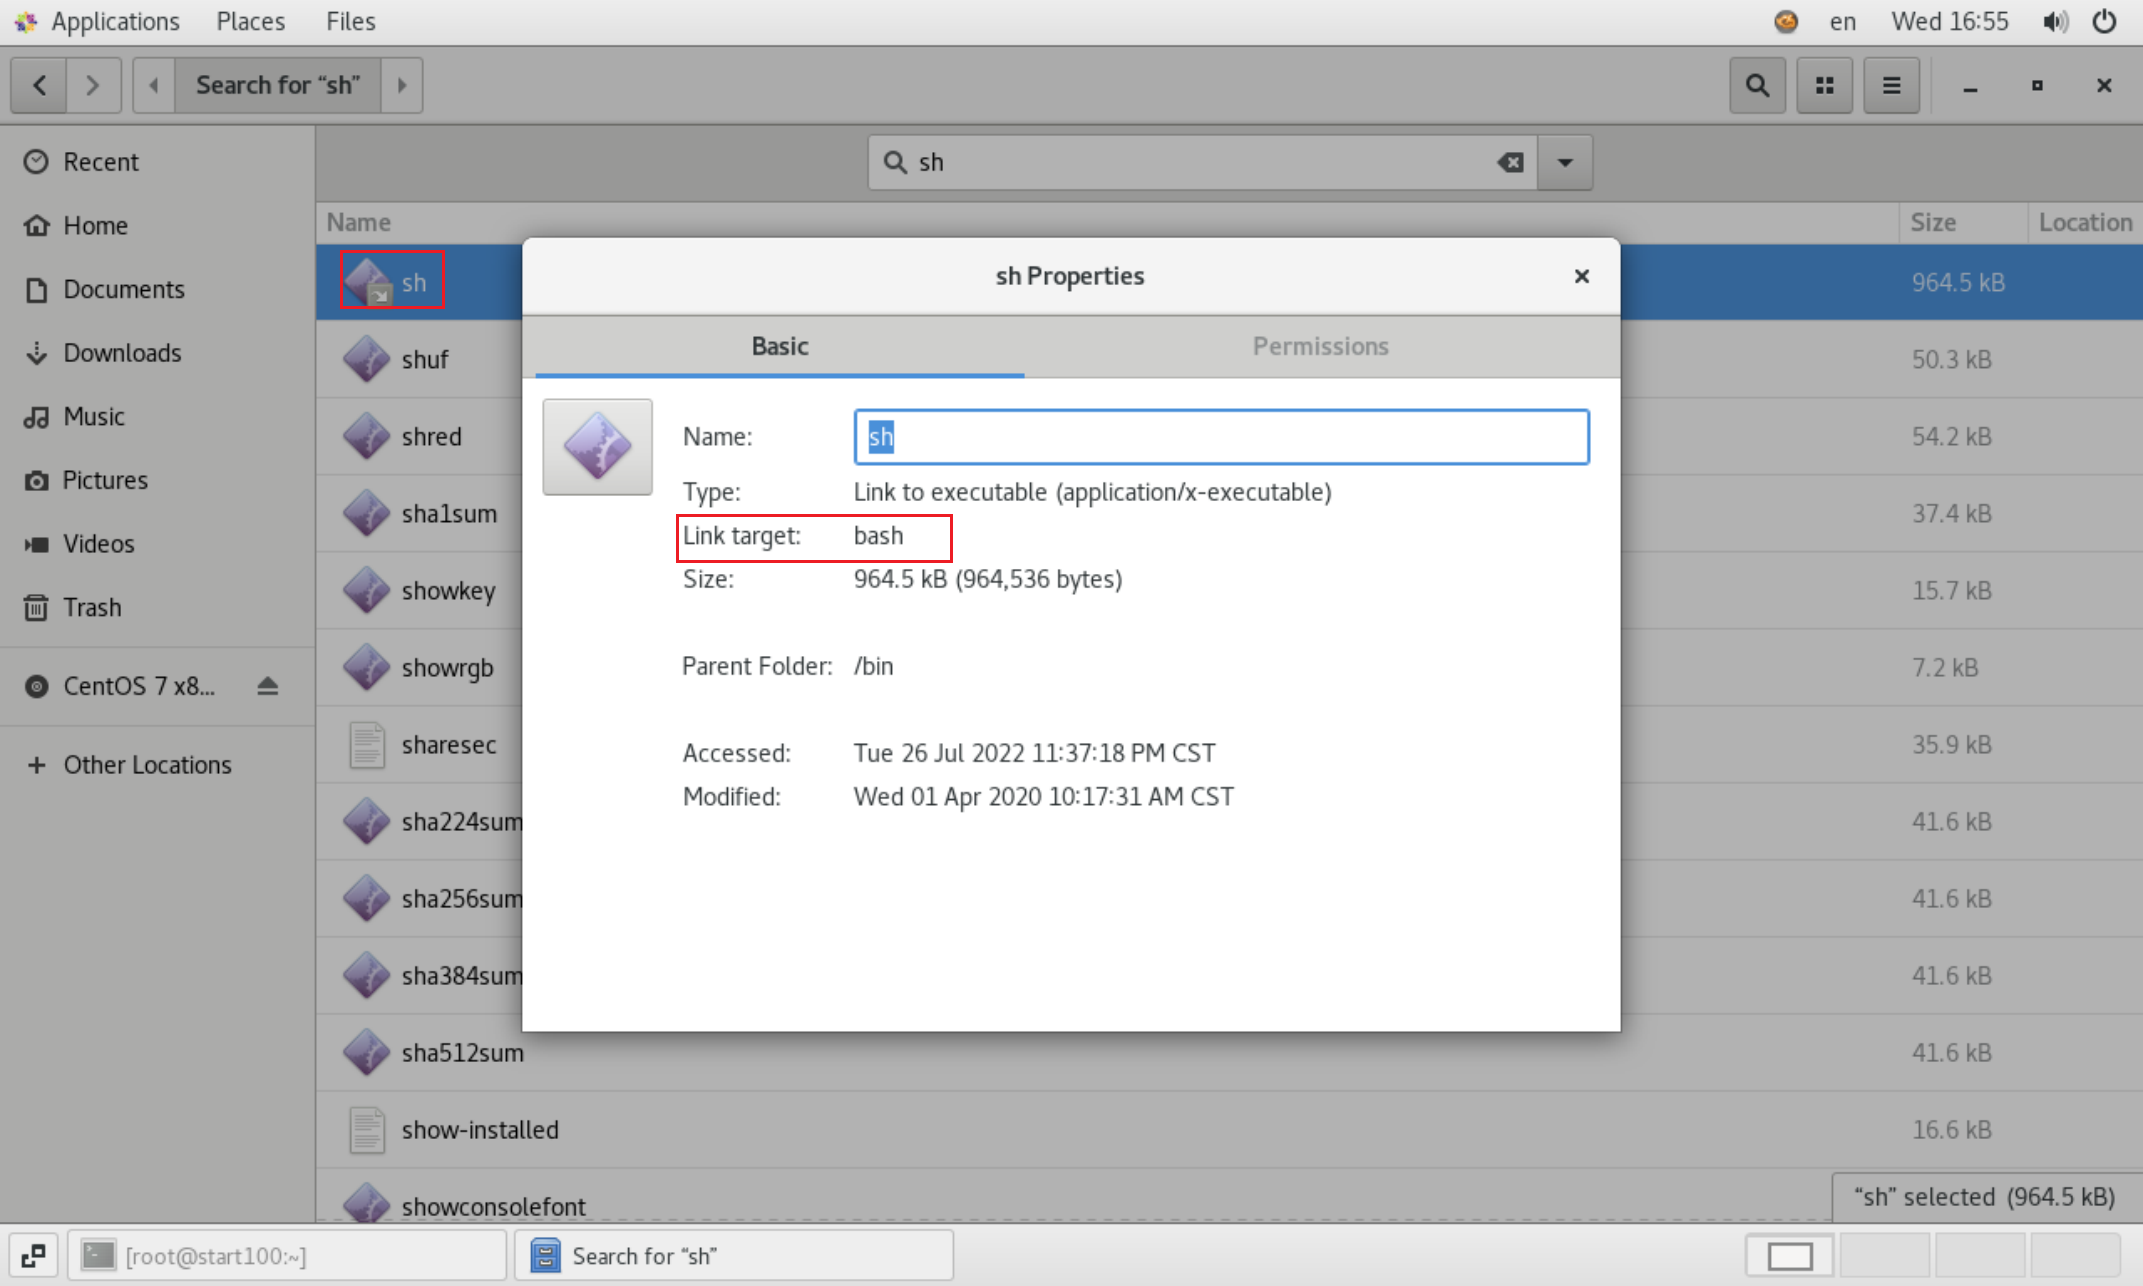 Applications Places Files en Wed 16:55
Search for “sh”
sh
Recent
Home
Documents
Downloads
Music
Pictures
Videos
Trash
CentOS 7 x8...
Other Locations
Name Size Location
sh 964.5 kB
shuf 50.3 kB
shred 54.2 kB
sha1sum 37.4 kB
showkey 15.7 kB
showrgb 7.2 kB
sharesec 35.9 kB
sha224sum 41.6 kB
sha256sum 41.6 kB
sha384sum 41.6 kB
sha512sum 41.6 kB
show-installed 16.6 kB
showconsolefont
sh Properties
Basic Permissions
Name: sh
Type: Link to executable (application/x-executable)
Link target: bash
Size: 964.5 kB (964,536 bytes)
Parent Folder: /bin
Accessed: Tue 26 Jul 2022 11:37:18 PM CST
Modified: Wed 01 Apr 2020 10:17:31 AM CST
“sh” selected (964.5 kB)
[root@start100:~]
Search for “sh”